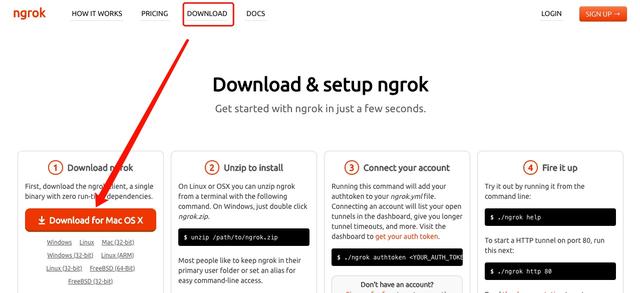 ngrok
HOW IT WORKS PRICING DOWNLOAD DOCS LOGIN SIGN UP →
Download & setup ngrok
Get started with ngrok in just a few seconds.
1 Download ngrok
First, download the ngrok client, a single
binary with zero run-time dependencies.
Download for Mac OS X
Windows Linux Mac (32-bit)
Windows (32-bit) Linux (ARM)
Linux (32-bit) FreeBSD (64-Bit)
FreeBSD (32-bit)
2 Unzip to install
On Linux or OSX you can unzip ngrok
from a terminal with the following
command. On Windows, just double click
ngrok.zip.
$ unzip /path/to/ngrok.zip
Most people like to keep ngrok in their
primary user folder or set an alias for
easy command-line access.
3 Connect your account
Running this command will add your
authtoken to your ngrok.yml file.
Connecting an account will list your open
tunnels in the dashboard, give you longer
tunnel timeouts, and more. Visit the
dashboard to get your auth token.
$ ./ngrok authtoken <YOUR_AUTH_TOKE
Don't have an account?
4 Fire it up
Try it out by running it from the
command line:
$ ./ngrok help
To start a HTTP tunnel on port 80, run
this next:
$ ./ngrok http 80